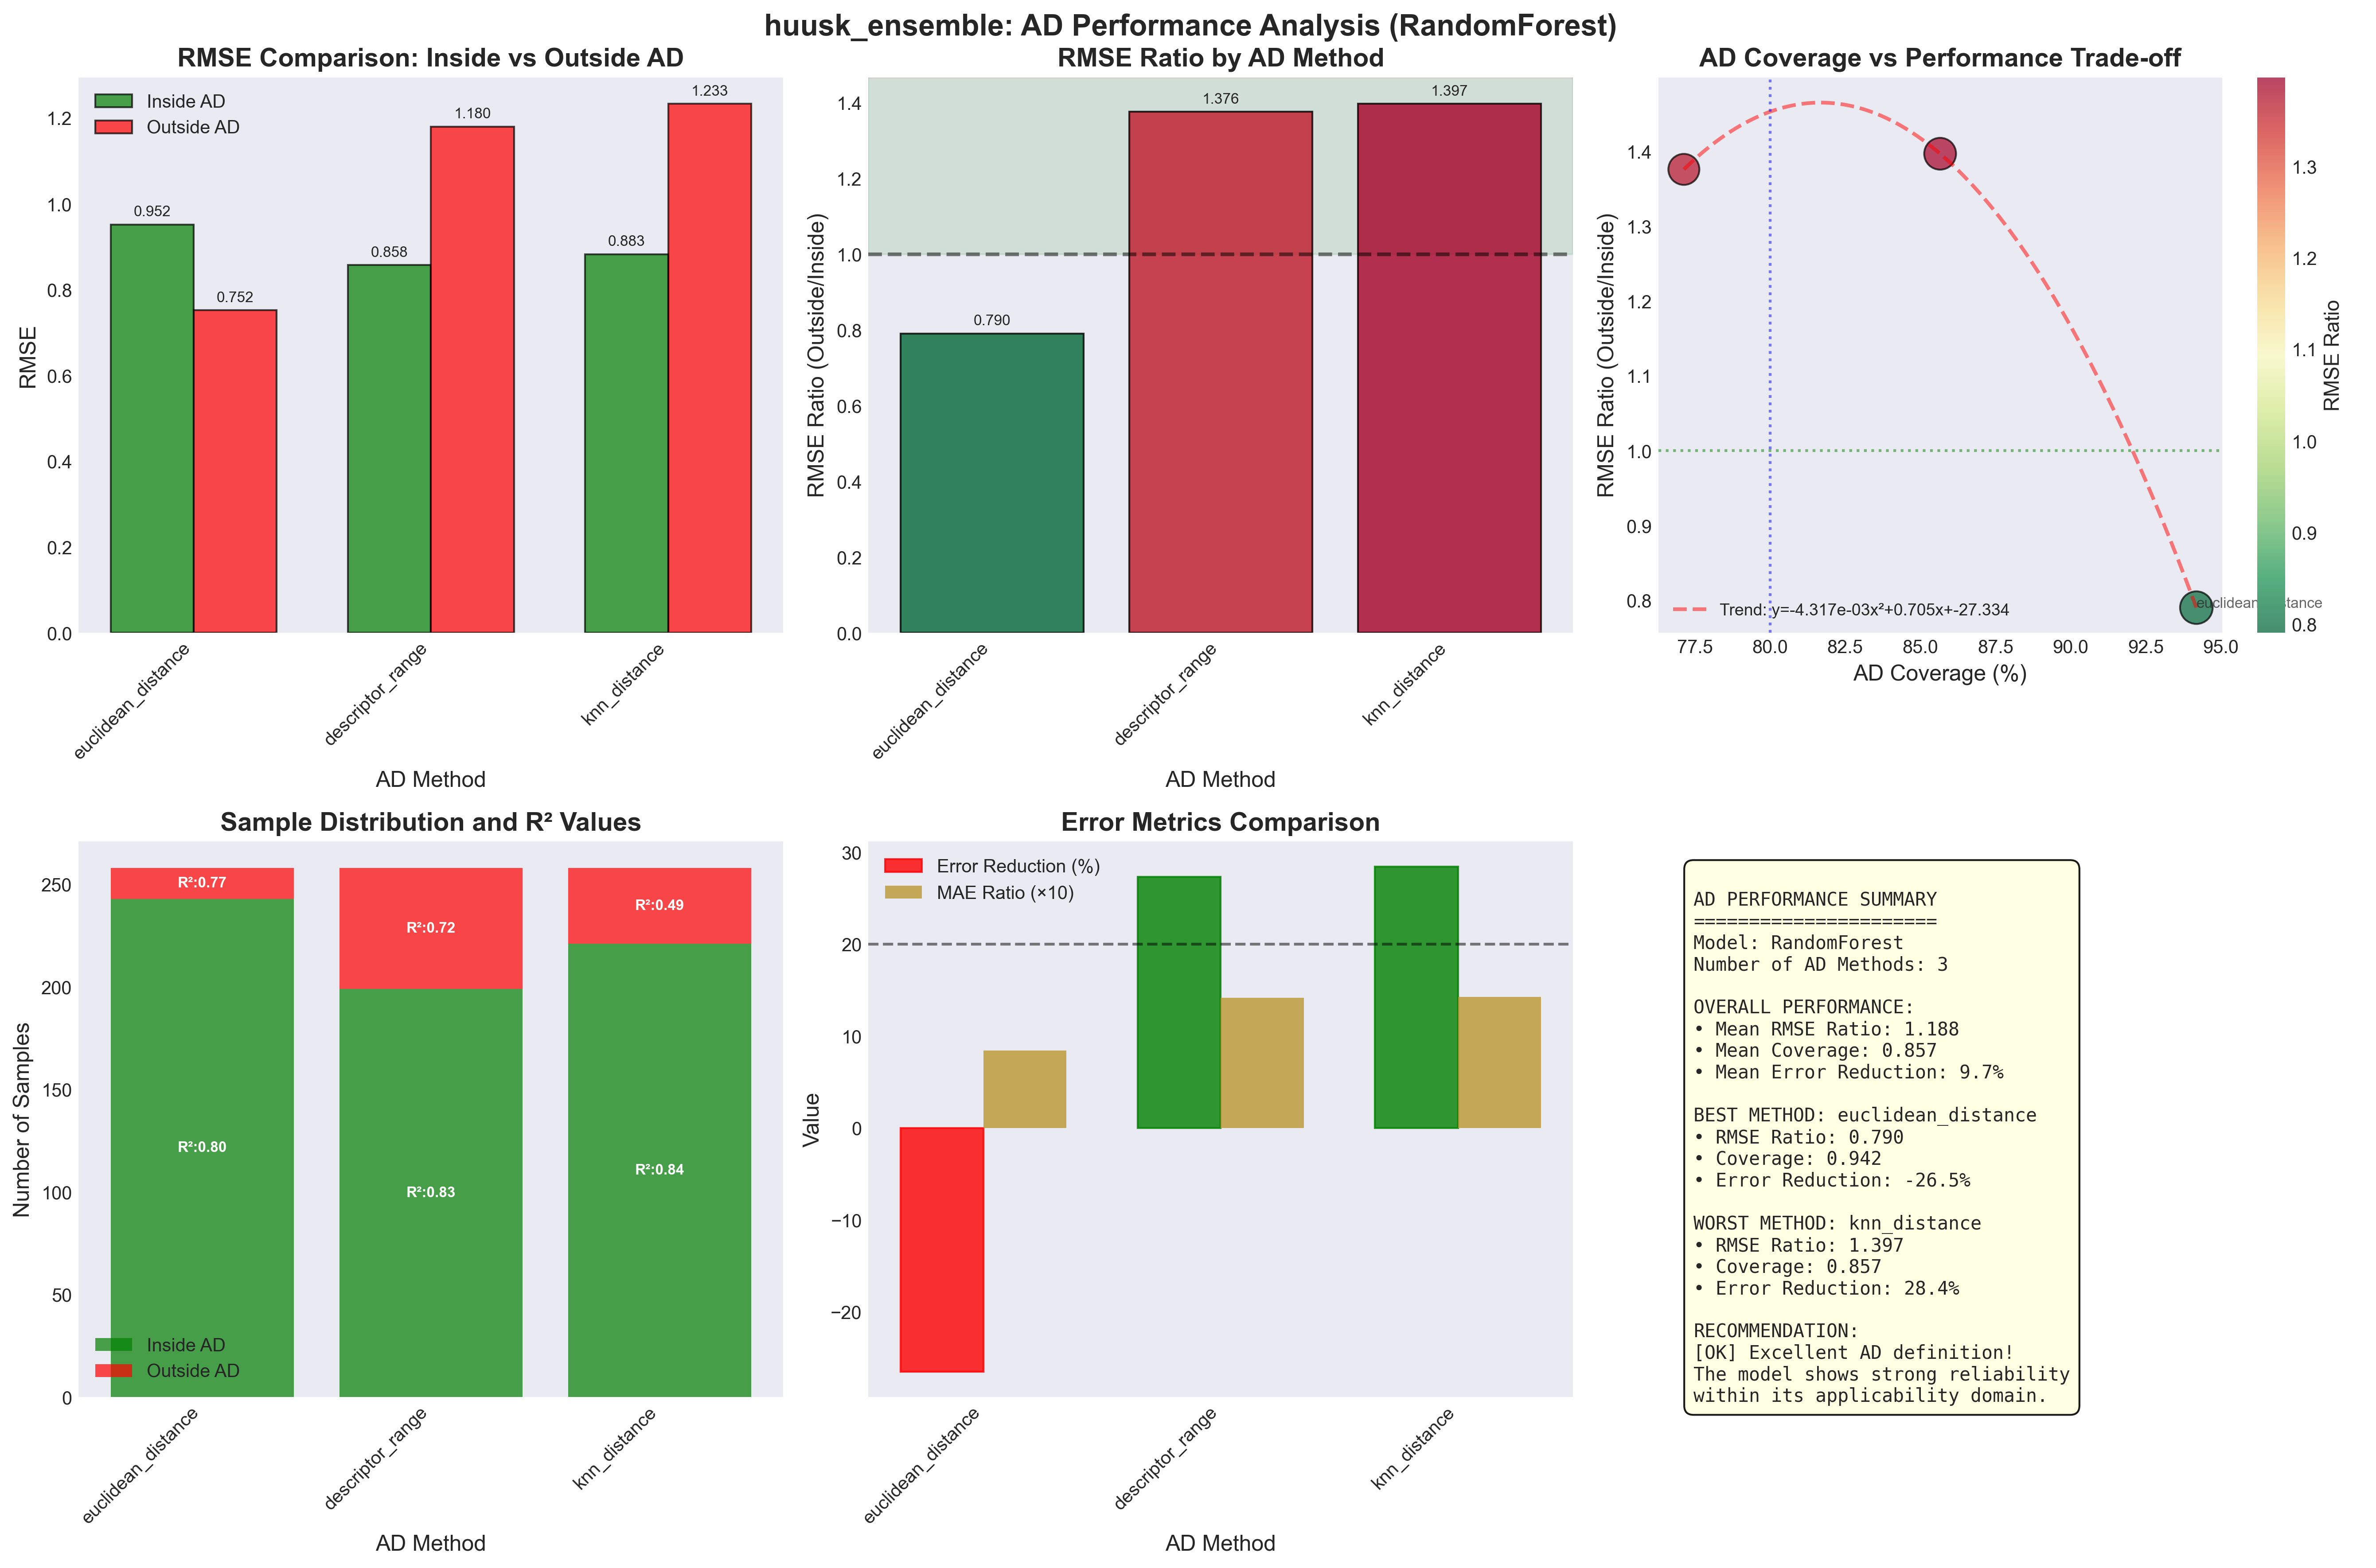 huusk_ensemble: AD Performance Analysis (RandomForest)
RMSE Comparison: Inside vs Outside AD
Inside AD
Outside AD
0.952
0.752
0.858
1.180
0.883
1.233
RMSE
0.0
0.2
0.4
0.6
0.8
1.0
1.2
euclidean_distance
descriptor_range
knn_distance
AD Method
RMSE Ratio by AD Method
0.790
1.376
1.397
RMSE Ratio (Outside/Inside)
0.0
0.2
0.4
0.6
0.8
1.0
1.2
1.4
euclidean_distance
descriptor_range
knn_distance
AD Method
AD Coverage vs Performance Trade-off
RMSE Ratio (Outside/Inside)
0.8
0.9
1.0
1.1
1.2
1.3
1.4
Trend: y=-4.317e-03x²+0.705x+-27.334
77.5
80.0
82.5
85.0
87.5
90.0
92.5
95.0
AD Coverage (%)
RMSE Ratio
0.8
0.9
1.0
1.1
1.2
1.3
Sample Distribution and R² Values
R²:0.77
R²:0.80
R²:0.72
R²:0.83
R²:0.49
R²:0.84
Inside AD
Outside AD
Number of Samples
0
50
100
150
200
250
euclidean_distance
descriptor_range
knn_distance
AD Method
Error Metrics Comparison
Error Reduction (%)
MAE Ratio (×10)
Value
−20
−10
0
10
20
30
euclidean_distance
descriptor_range
knn_distance
AD Method
AD PERFORMANCE SUMMARY
======================
Model: RandomForest
Number of AD Methods: 3
OVERALL PERFORMANCE:
• Mean RMSE Ratio: 1.188
• Mean Coverage: 0.857
• Mean Error Reduction: 9.7%
BEST METHOD: euclidean_distance
• RMSE Ratio: 0.790
• Coverage: 0.942
• Error Reduction: -26.5%
WORST METHOD: knn_distance
• RMSE Ratio: 1.397
• Coverage: 0.857
• Error Reduction: 28.4%
RECOMMENDATION:
[OK] Excellent AD definition!
The model shows strong reliability
within its applicability domain.